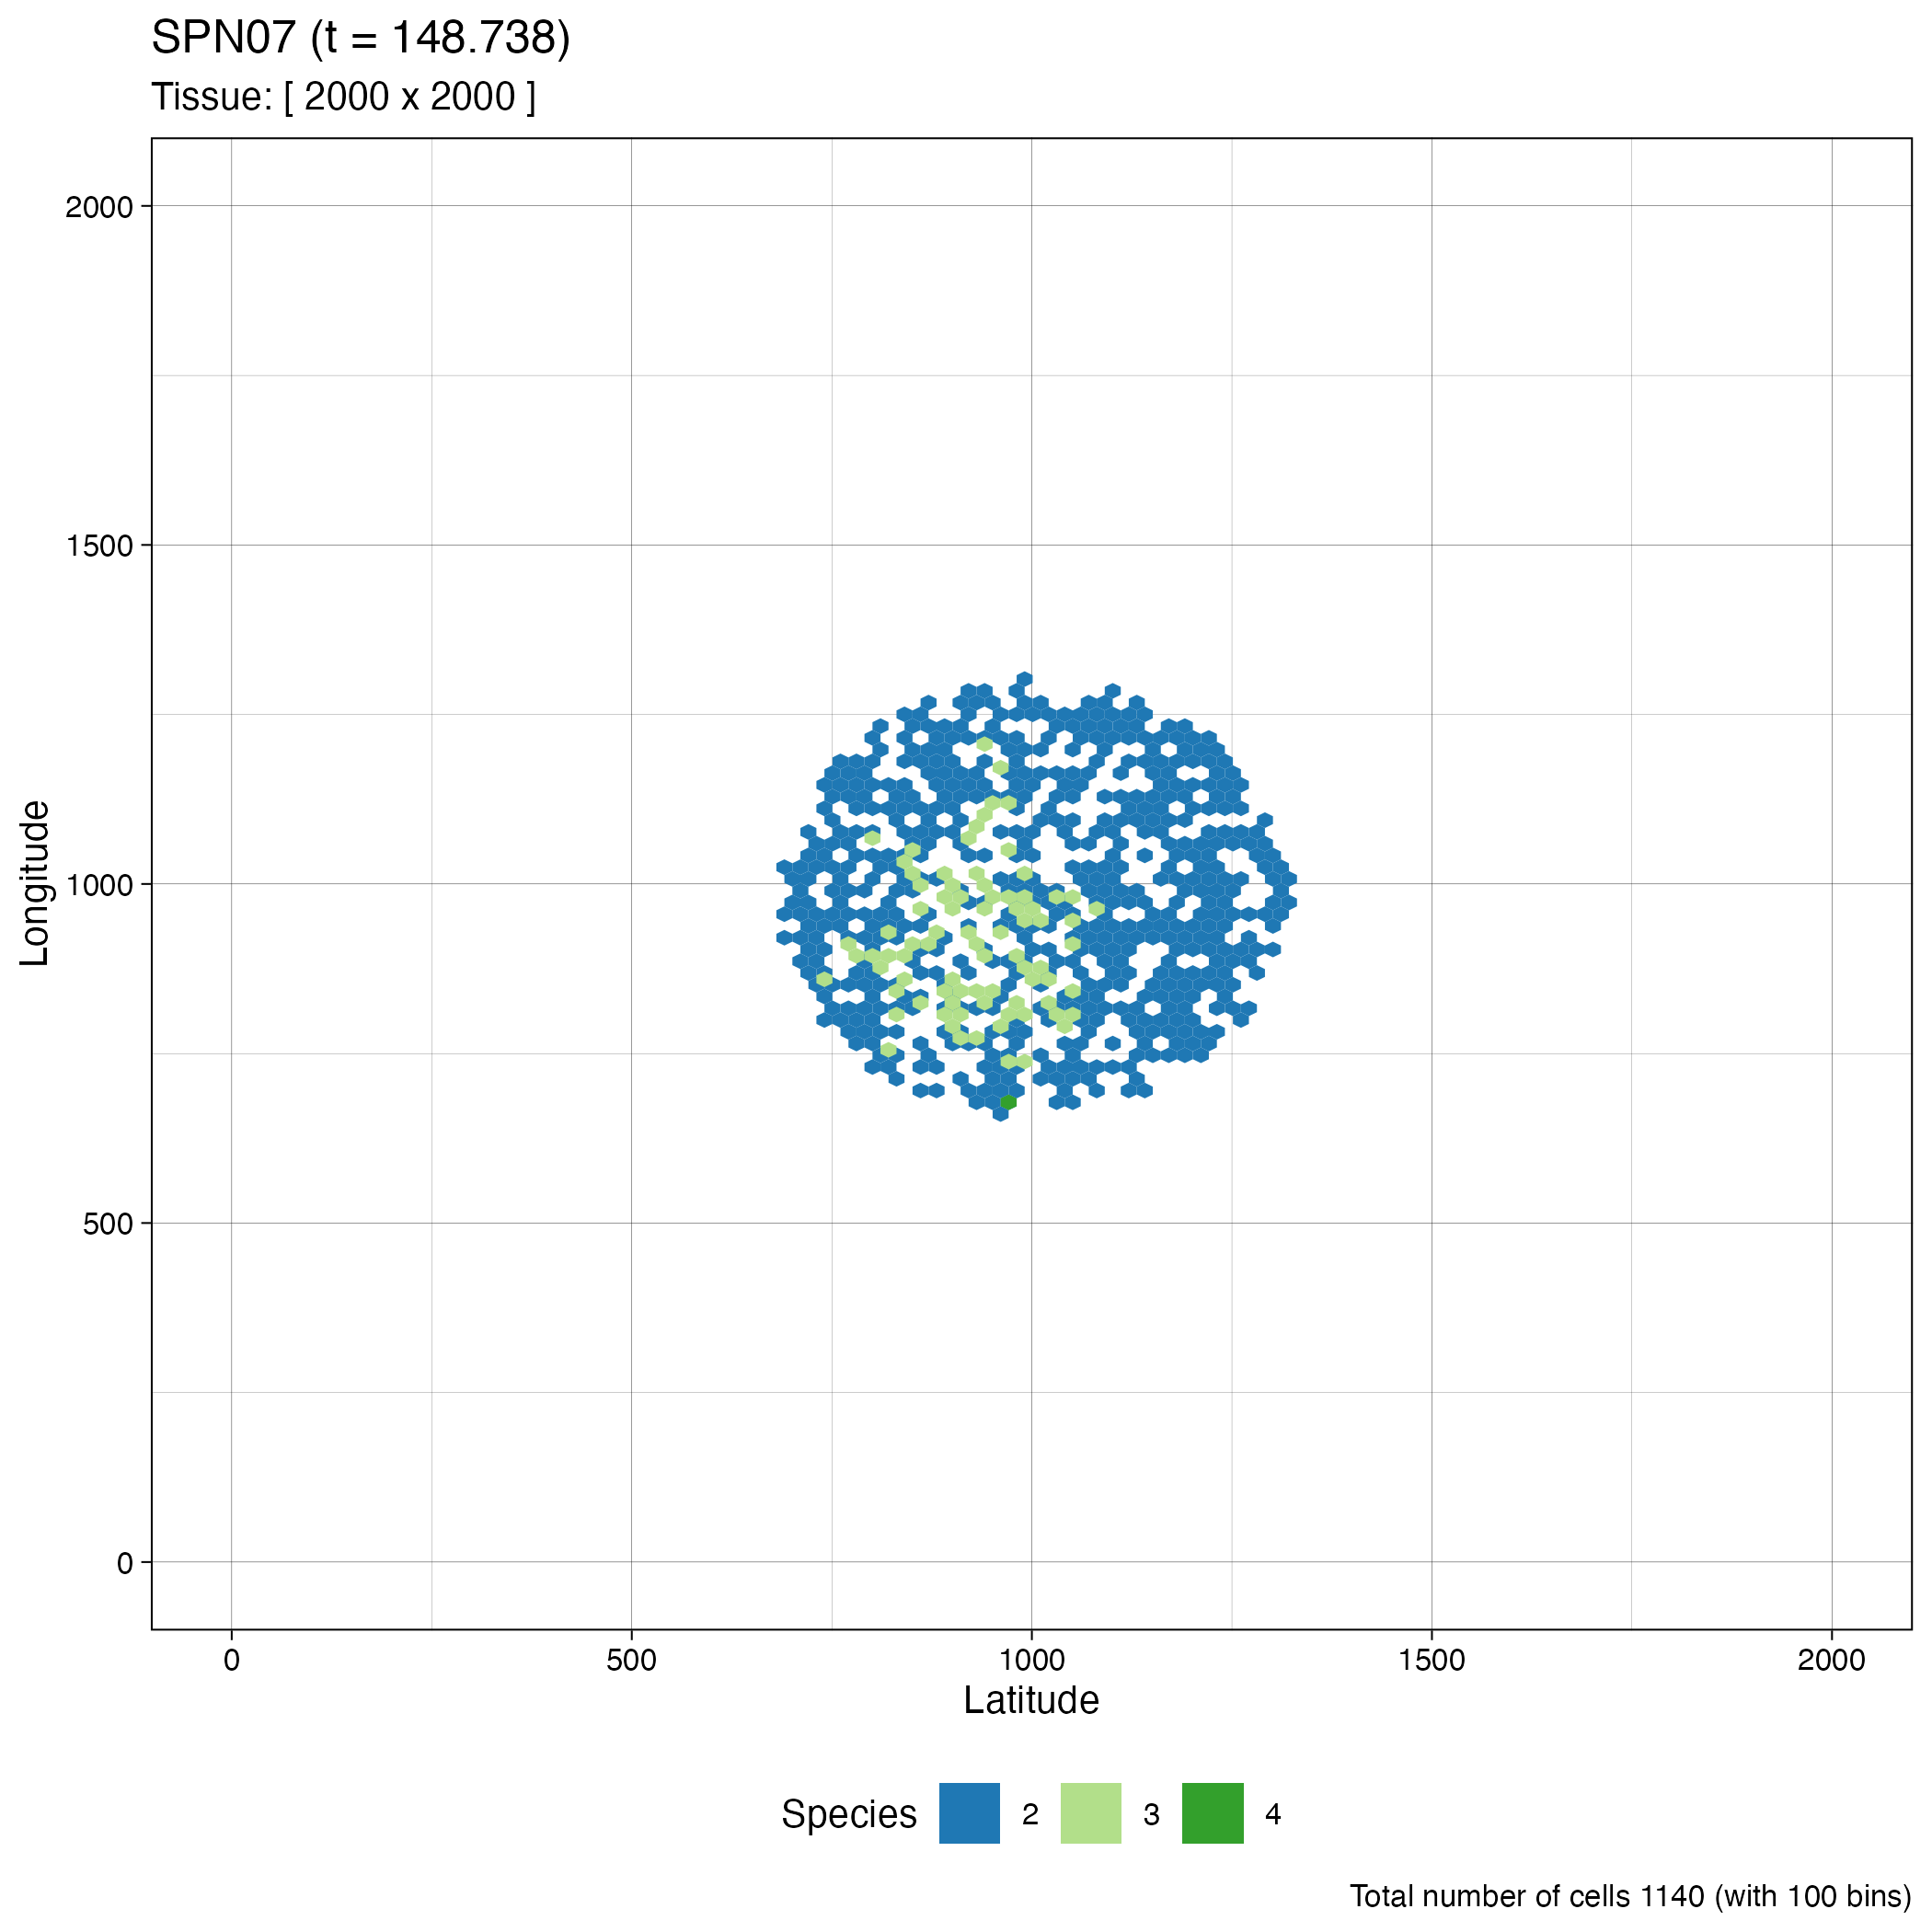 SPN07 (t = 148.738)
Tissue: [ 2000 x 2000 ]
Longitude
2000
1500
1000
500
0
0 500 1000 1500 2000
Latitude
Species 2 3 4
Total number of cells 1140 (with 100 bins)